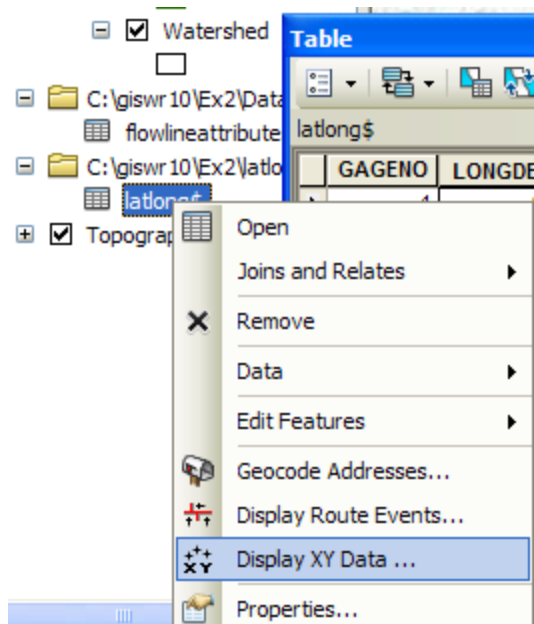 Watershed
Table
C:\giswr10\Ex2\Data
flowlineattribute
latlong$
C:\giswr10\Ex2\latlo
GAGENO LONGDE
latlong$
Topograp
Open
Joins and Relates
Remove
Data
Edit Features
Geocode Addresses...
Display Route Events...
Display XY Data ...
Properties...